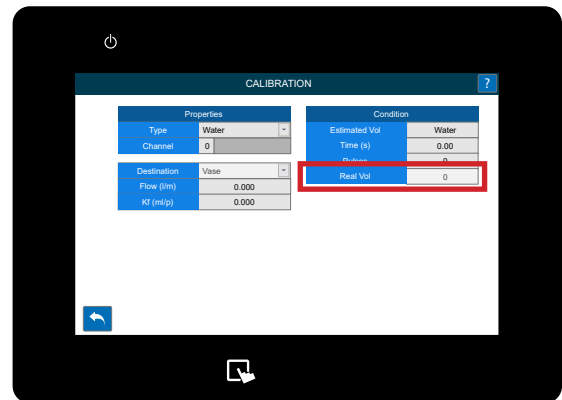 CALIBRATION ?
Properties
Type Water
Channel 0
Destination Vase
Flow (l/m) 0.000
Kf (ml/p) 0.000
Condition
Estimated Vol Water
Time (s) 0.00
Pulses 0
Real Vol 0